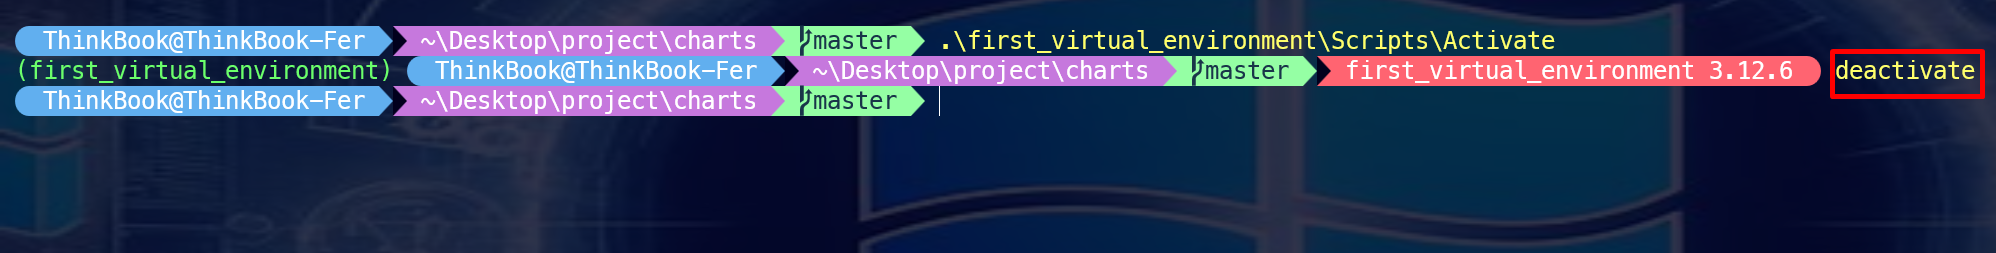 ThinkBook@ThinkBook-Fer ~\Desktop\project\charts master .\first_virtual_environment\Scripts\Activate
(first_virtual_environment) ThinkBook@ThinkBook-Fer ~\Desktop\project\charts master first_virtual_environment 3.12.6 deactivate
ThinkBook@ThinkBook-Fer ~\Desktop\project\charts master